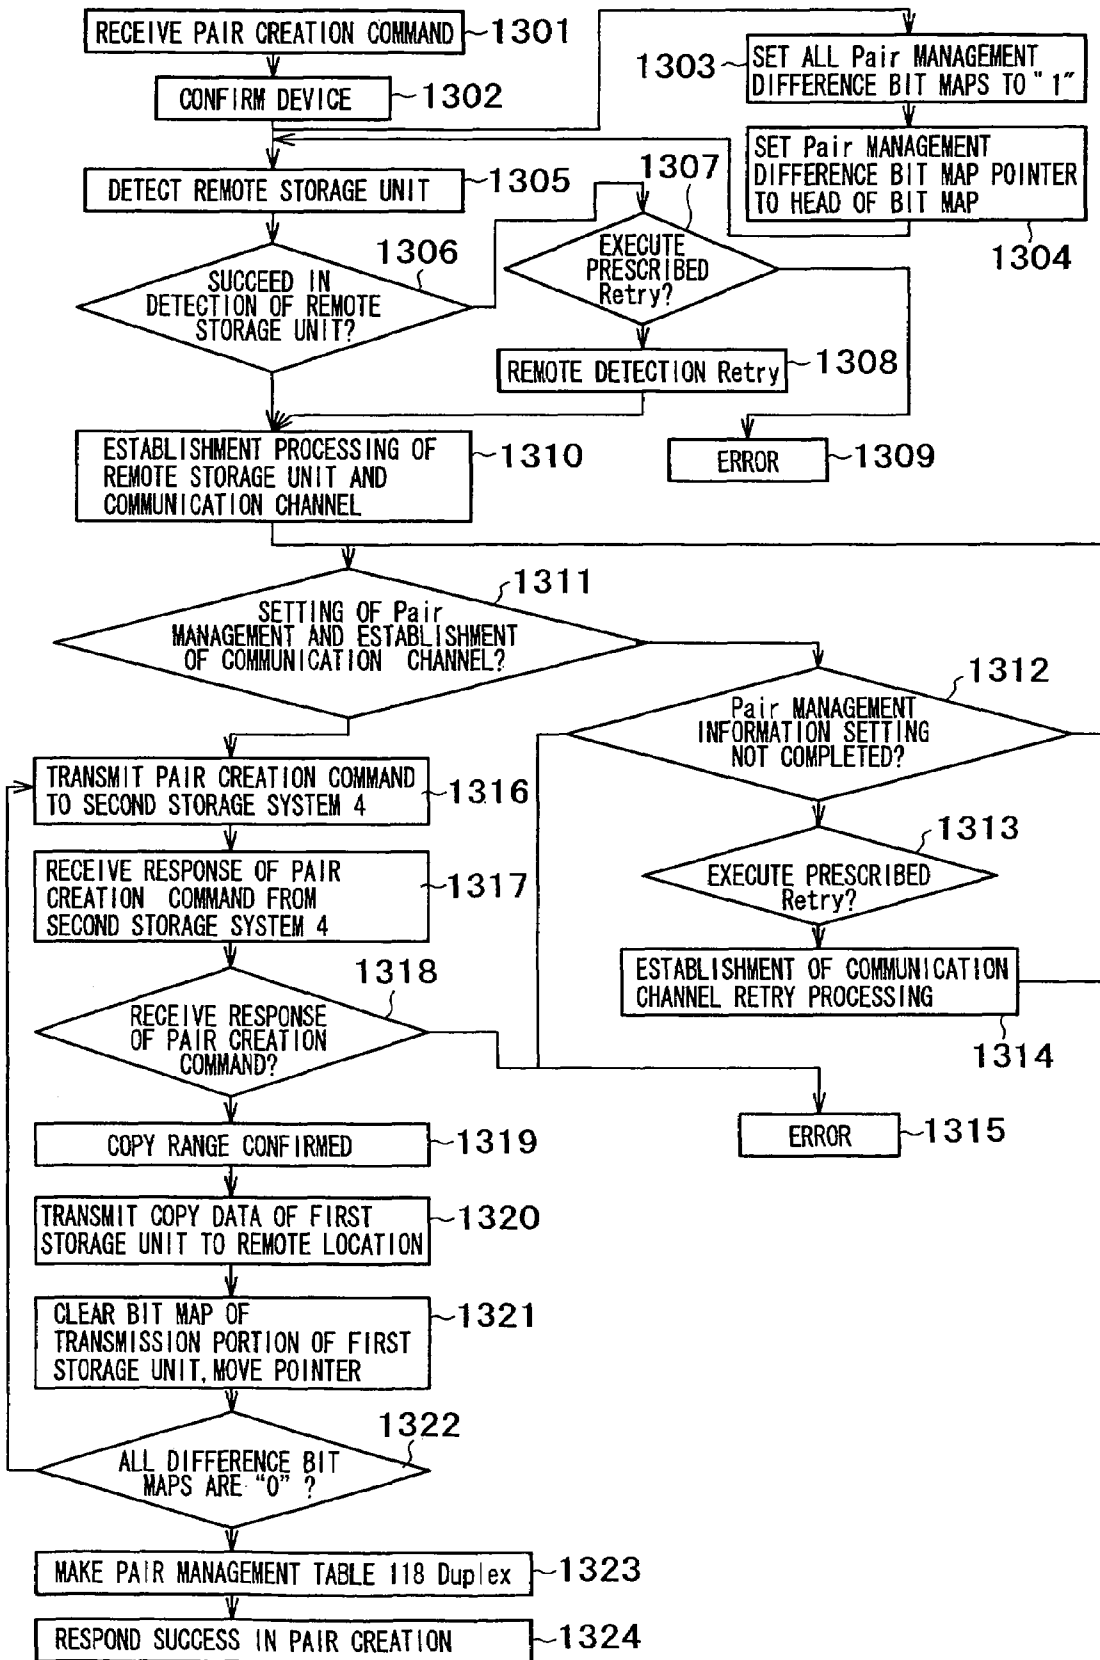 RECEIVE PAIR CREATION COMMAND
1301
CONFIRM DEVICE
1302
1303
SET ALL Pair MANAGEMENT
DIFFERENCE BIT MAPS TO "1"
SET Pair MANAGEMENT
DIFFERENCE BIT MAP POINTER
TO HEAD OF BIT MAP
1304
DETECT REMOTE STORAGE UNIT
1305
1306
SUCCEED IN
DETECTION OF REMOTE
STORAGE UNIT?
1307
EXECUTE
PRESCRIBED
Retry?
REMOTE DETECTION Retry
1308
ERROR
1309
ESTABLISHMENT PROCESSING OF
REMOTE STORAGE UNIT AND
COMMUNICATION CHANNEL
1310
1311
SETTING OF Pair
MANAGEMENT AND ESTABLISHMENT
OF COMMUNICATION CHANNEL?
1312
Pair MANAGEMENT
INFORMATION SETTING
NOT COMPLETED?
1313
EXECUTE PRESCRIBED
Retry?
ESTABLISHMENT OF COMMUNICATION
CHANNEL RETRY PROCESSING
1314
ERROR
1315
TRANSMIT PAIR CREATION COMMAND
TO SECOND STORAGE SYSTEM 4
1316
RECEIVE RESPONSE OF PAIR
CREATION COMMAND FROM
SECOND STORAGE SYSTEM 4
1317
1318
RECEIVE RESPONSE
OF PAIR CREATION
COMMAND?
COPY RANGE CONFIRMED
1319
TRANSMIT COPY DATA OF FIRST
STORAGE UNIT TO REMOTE LOCATION
1320
CLEAR BIT MAP OF
TRANSMISSION PORTION OF FIRST
STORAGE UNIT, MOVE POINTER
1321
1322
ALL DIFFERENCE BIT
MAPS ARE "0" ?
MAKE PAIR MANAGEMENT TABLE 118 Duplex
1323
RESPOND SUCCESS IN PAIR CREATION
1324